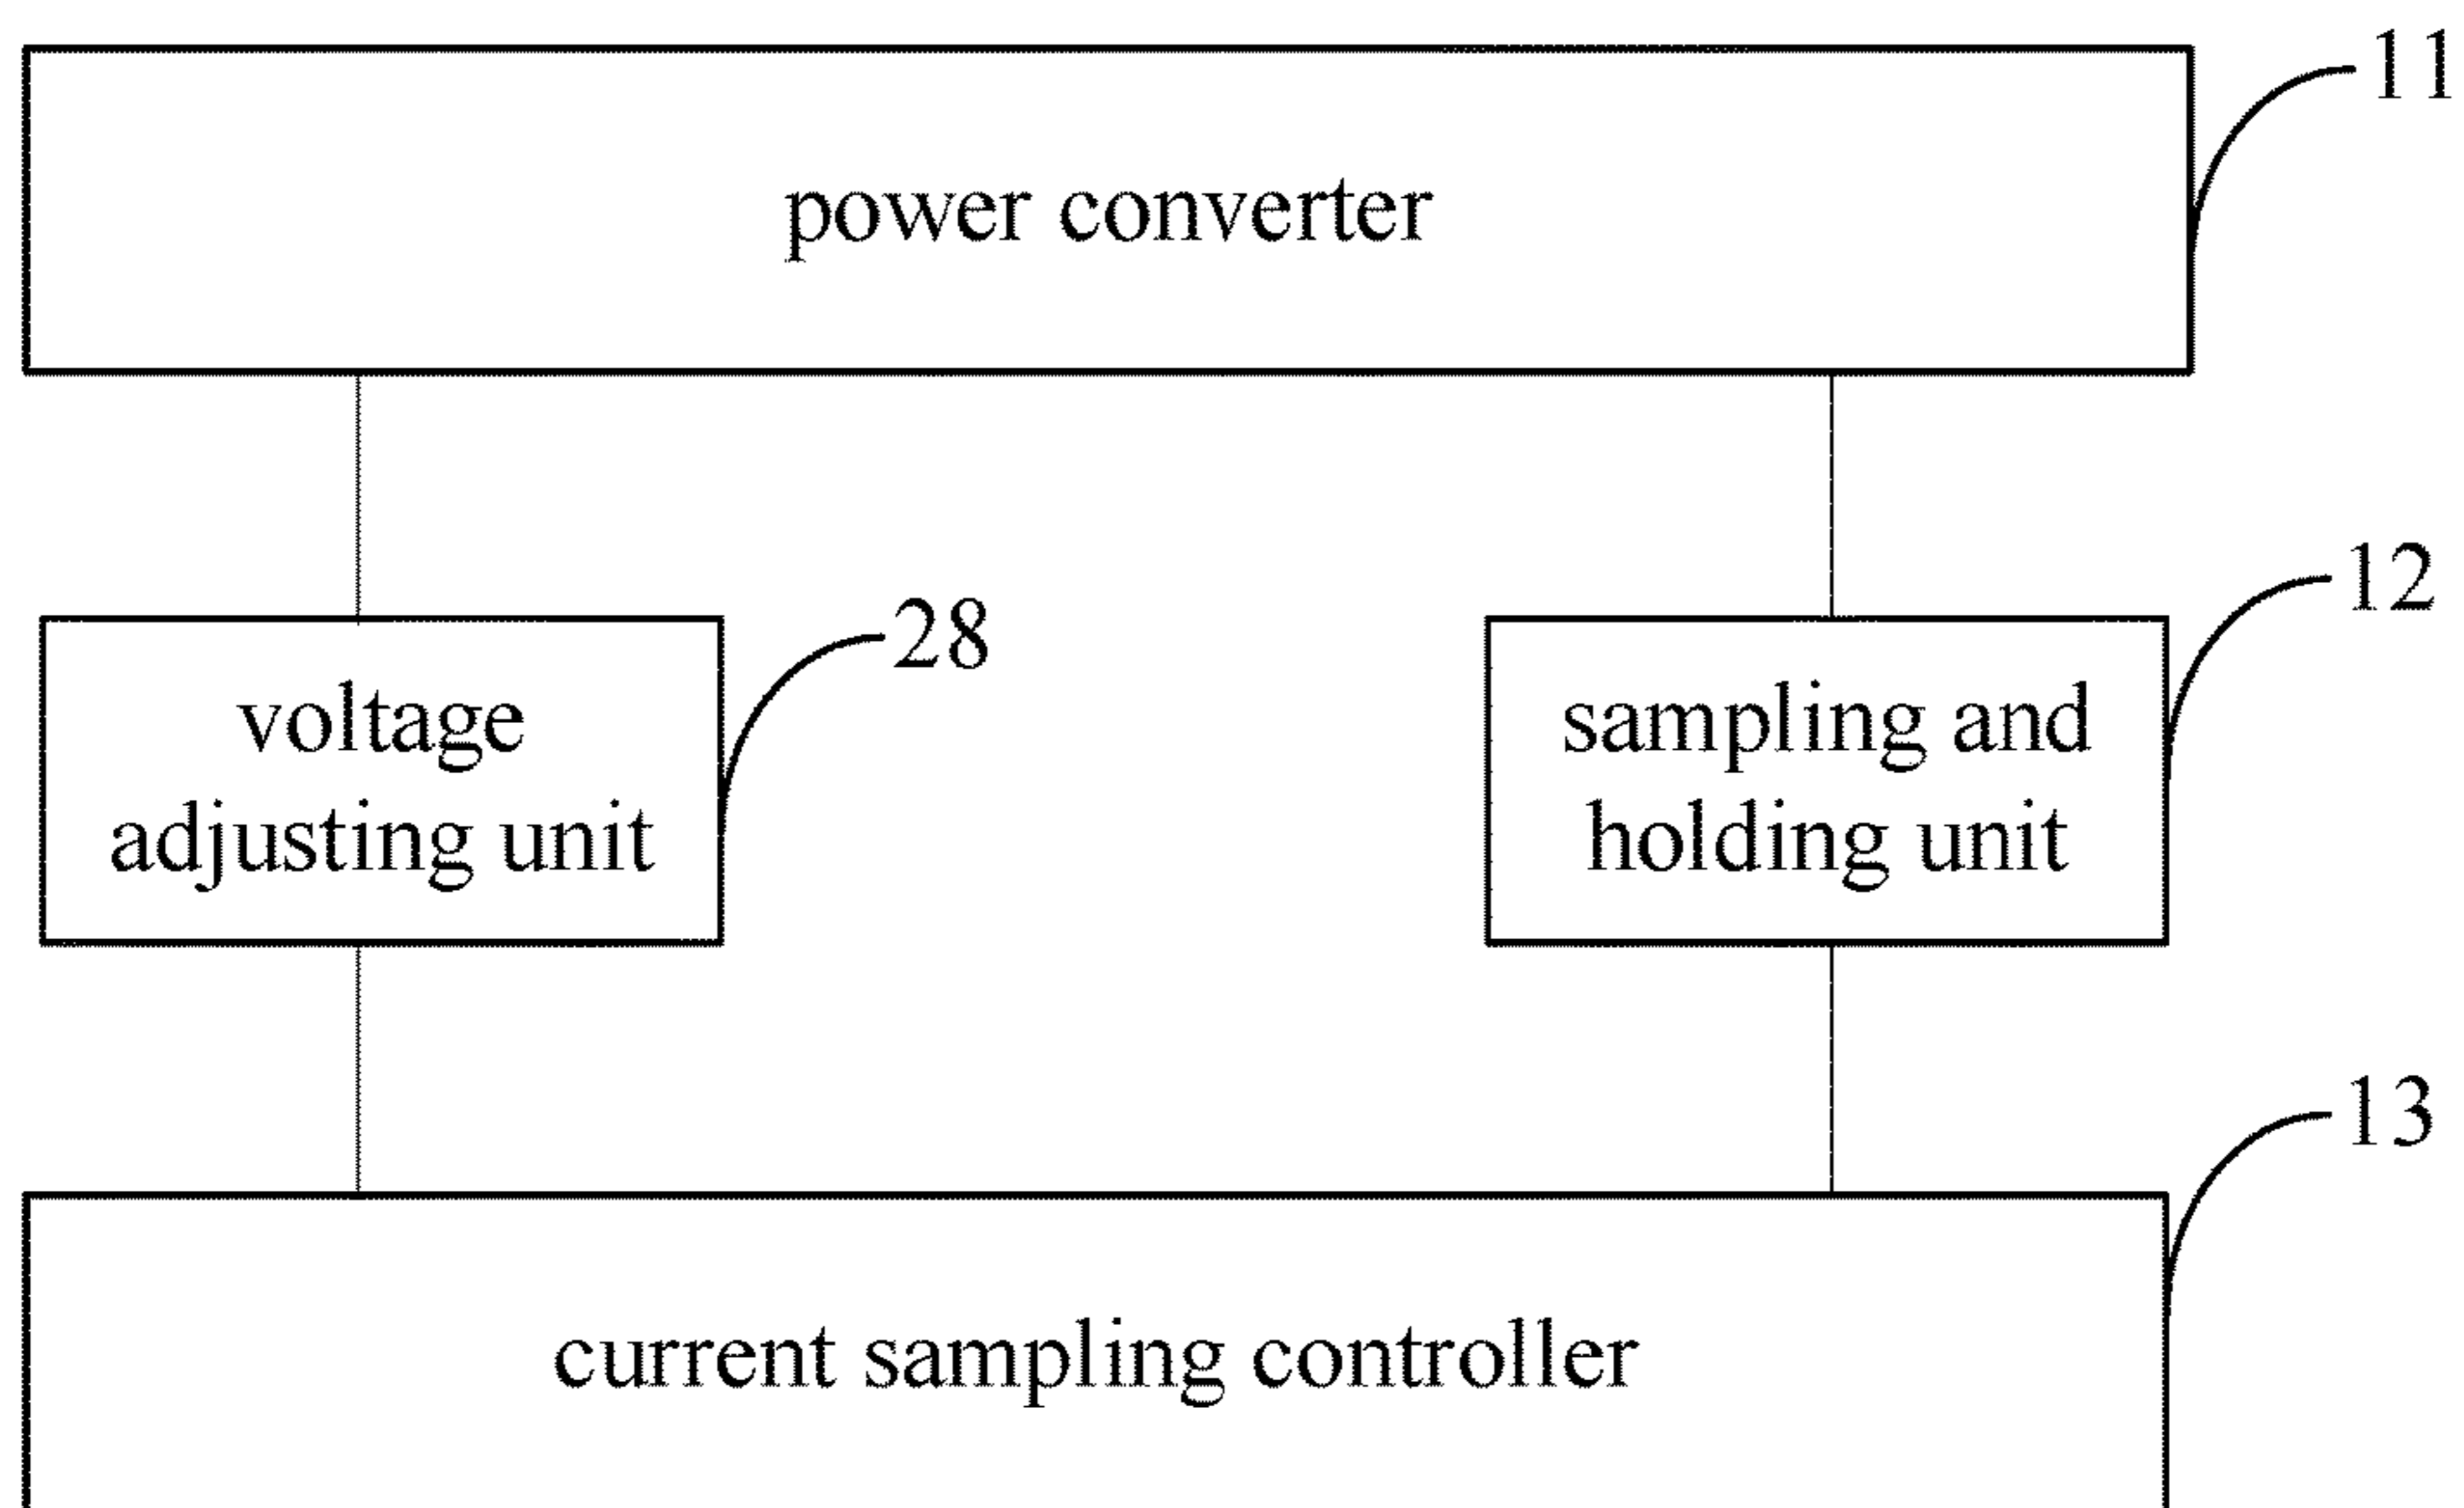 11
power converter
12
28
voltage
adjusting unit
sampling and
holding unit
13
current sampling controller